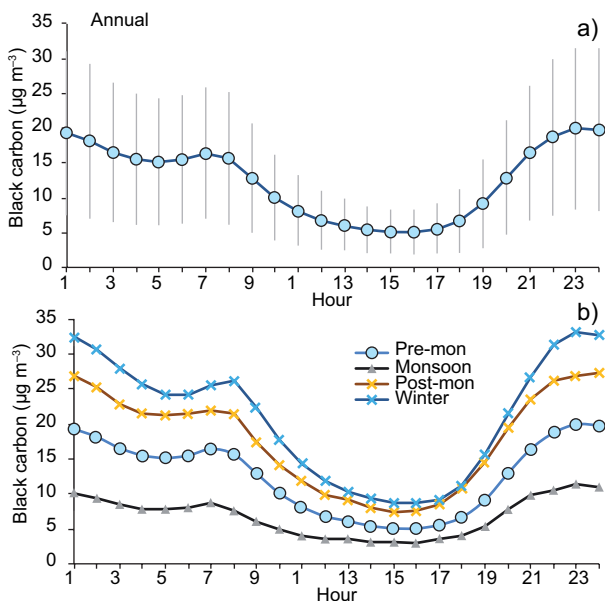 Annual
a)
Black carbon (µg m⁻³)
35
30
25
20
15
10
5
0
1 3 5 7 9 1 13 15 17 19 21 23
Hour
b)
Black carbon (µg m⁻³)
35
30
25
20
15
10
5
0
Pre-mon
Monsoon
Post-mon
Winter
1 3 5 7 9 11 13 15 17 19 21 23
Hour